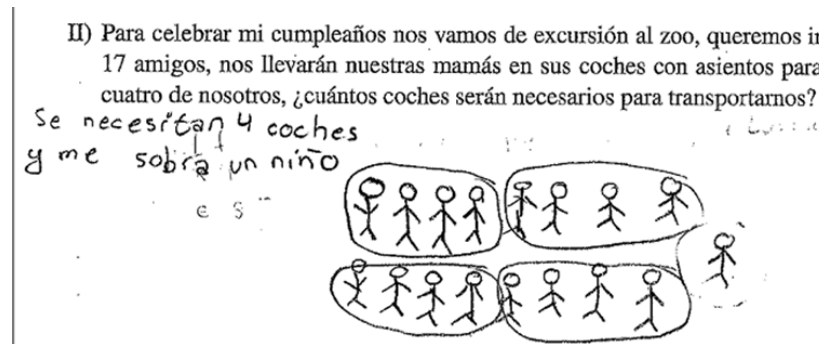 II) Para celebrar mi cumpleaños nos vamos de excursión al zoo, queremos ir
17 amigos, nos llevarán nuestras mamás en sus coches con asientos para
cuatro de nosotros, ¿cuántos coches serán necesarios para transportarnos?
Se necesitan 4 coches
y me sobra un niño